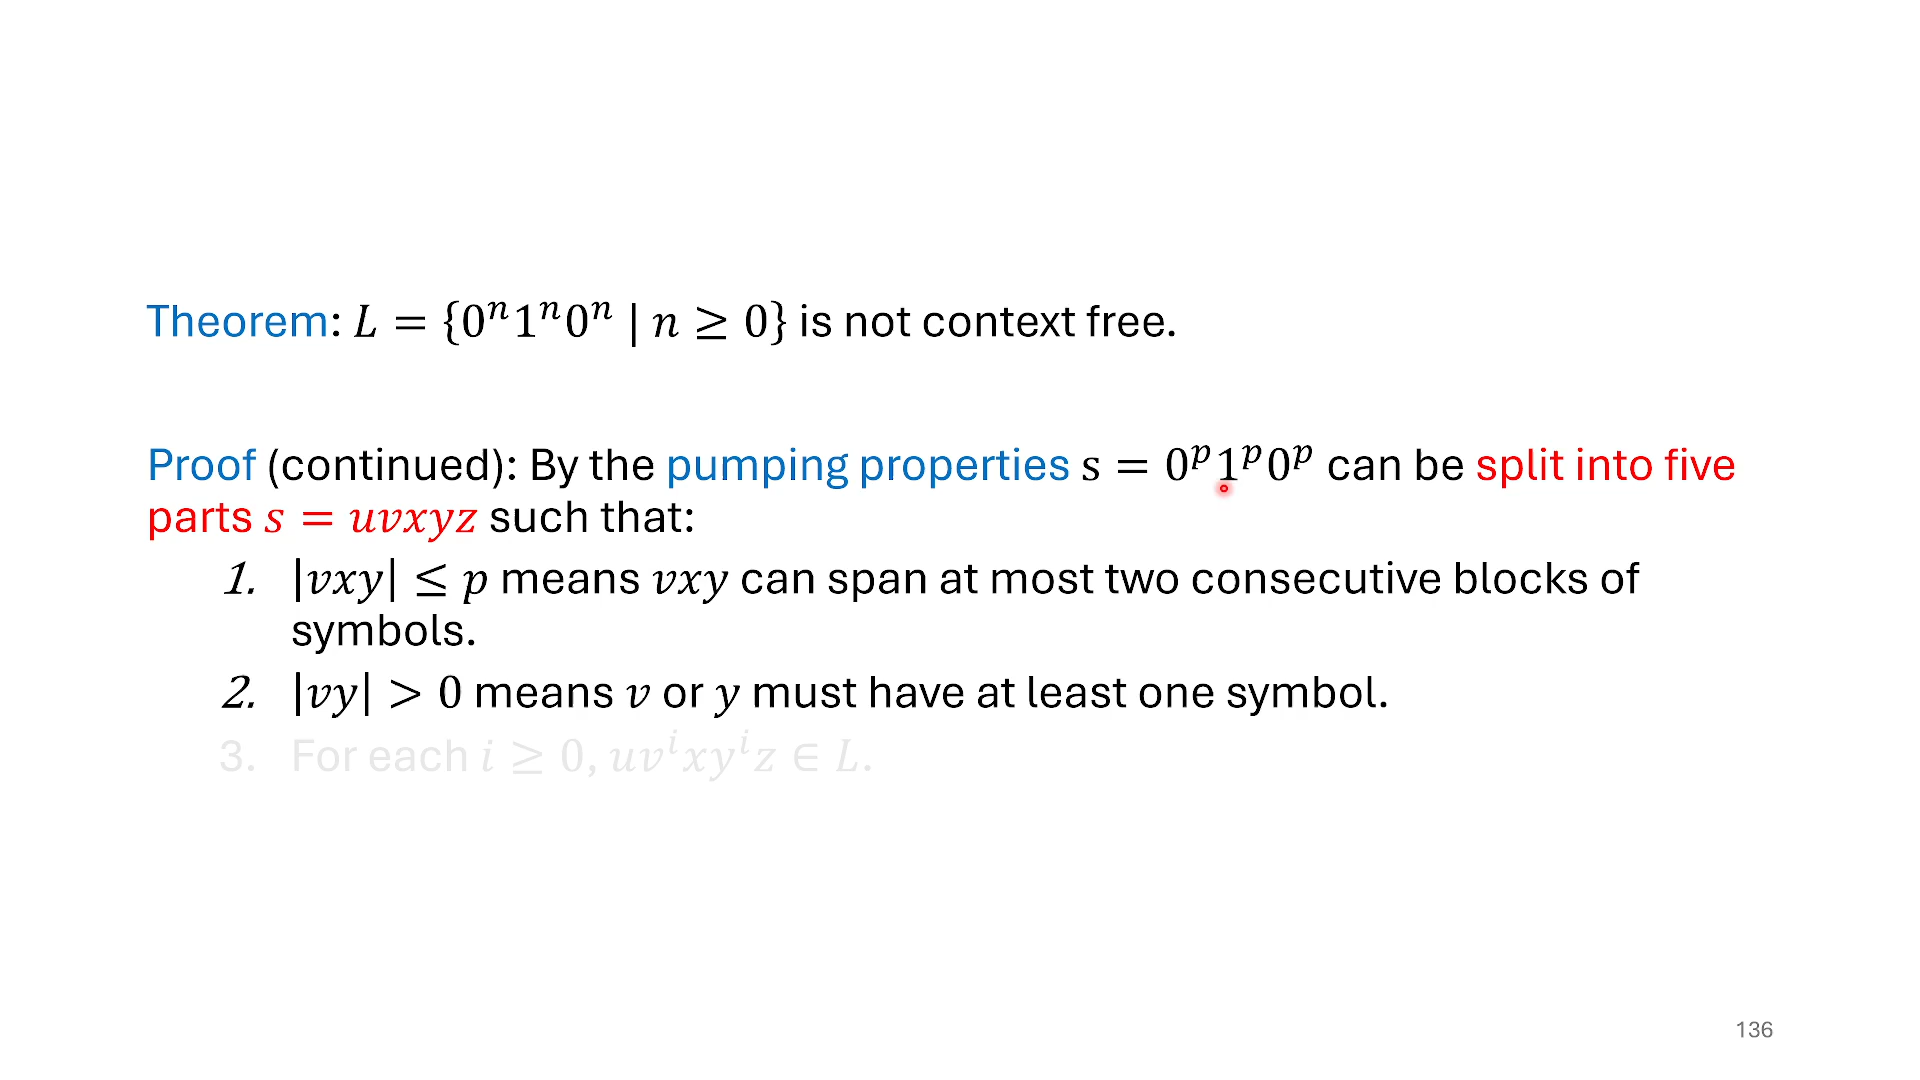 Theorem: 𝐿 = {0ⁿ1ⁿ0ⁿ | 𝑛 ≥ 0} is not context free.
Proof (continued): By the pumping properties s = 0ᵖ1ᵖ0ᵖ can be split into five
parts 𝑠 = 𝑢𝑣𝑥𝑦𝑧 such that:
1. |𝑣𝑥𝑦| ≤ 𝑝 means 𝑣𝑥𝑦 can span at most two consecutive blocks of
symbols.
2. |𝑣𝑦| > 0 means 𝑣 or 𝑦 must have at least one symbol.
3. For each 𝑖 ≥ 0, 𝑢𝑣ⁱ𝑥𝑦ⁱ𝑧 ∈ 𝐿.
136